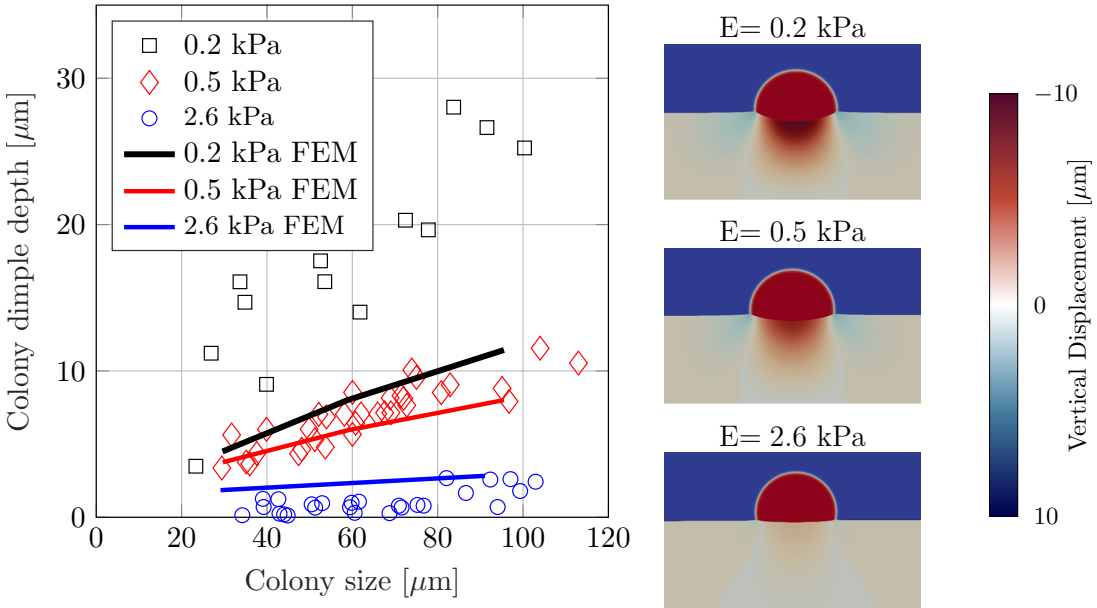 Colony dimple depth [μm]
30
20
10
0
0 20 40 60 80 100 120
Colony size [μm]
0.2 kPa
0.5 kPa
2.6 kPa
0.2 kPa FEM
0.5 kPa FEM
2.6 kPa FEM
E= 0.2 kPa
E= 0.5 kPa
E= 2.6 kPa
−10
0
10
Vertical Displacement [μm]